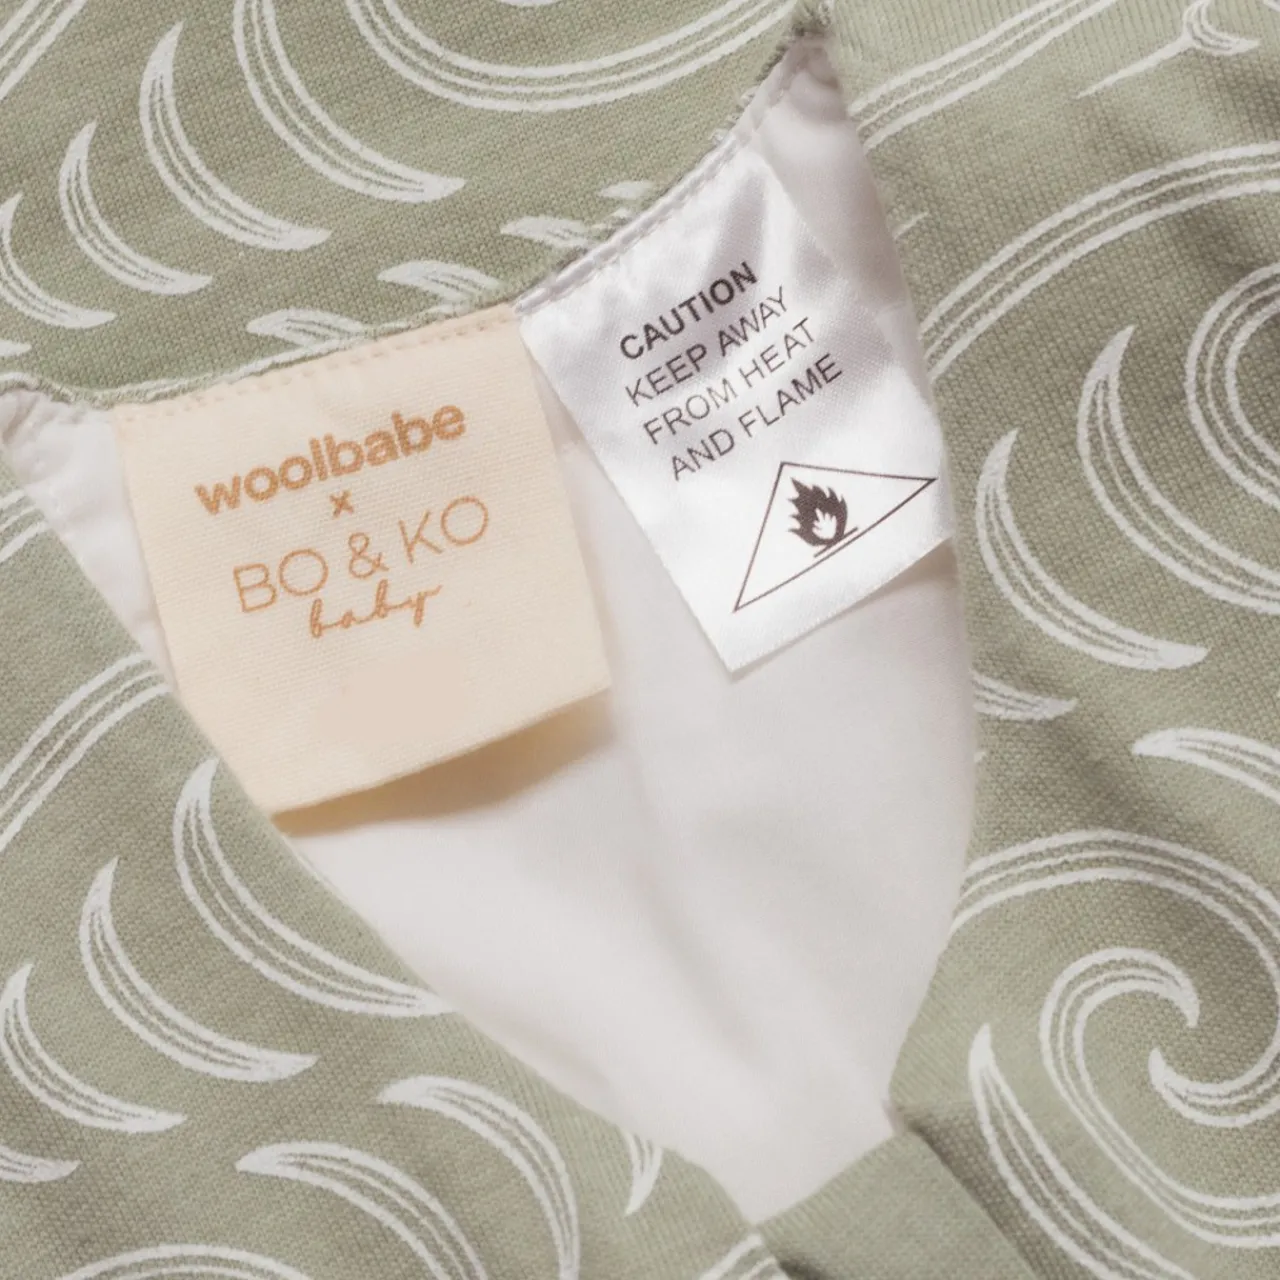 woolbabe
x
BO & KO
baby
CAUTION
KEEP AWAY
FROM HEAT
AND FLAME